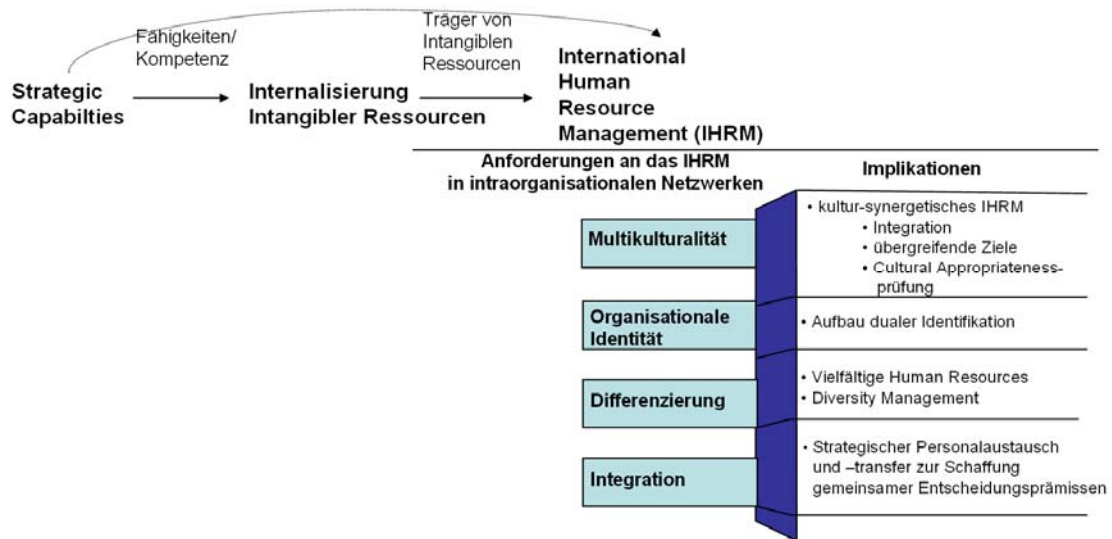 Fähigkeiten/
Kompetenz
Träger von
Intangiblen
Ressourcen
Strategic
Capabilties
Internalisierung
Intangibler Ressourcen
International
Human
Resource
Management (IHRM)
Anforderungen an das IHRM
in intraorganisationalen Netzwerken
Implikationen
Multikulturalität
• kultur-synergetisches IHRM
• Integration
• übergreifende Ziele
• Cultural Appropriateness-
prüfung
Organisationale
Identität
• Aufbau dualer Identifikation
Differenzierung
• Vielfältige Human Resources
• Diversity Management
Integration
• Strategischer Personalaustausch
und –transfer zur Schaffung
gemeinsamer Entscheidungsprämissen